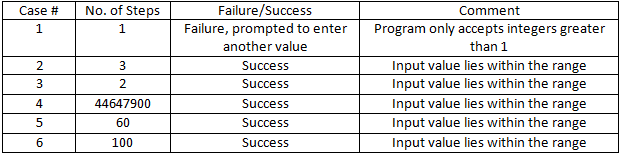 Case # No. of Steps Failure/Success Comment
1 1 Failure, prompted to enter another value Program only accepts integers greater than 1
2 3 Success Input value lies within the range
3 2 Success Input value lies within the range
4 44647900 Success Input value lies within the range
5 60 Success Input value lies within the range
6 100 Success Input value lies within the range